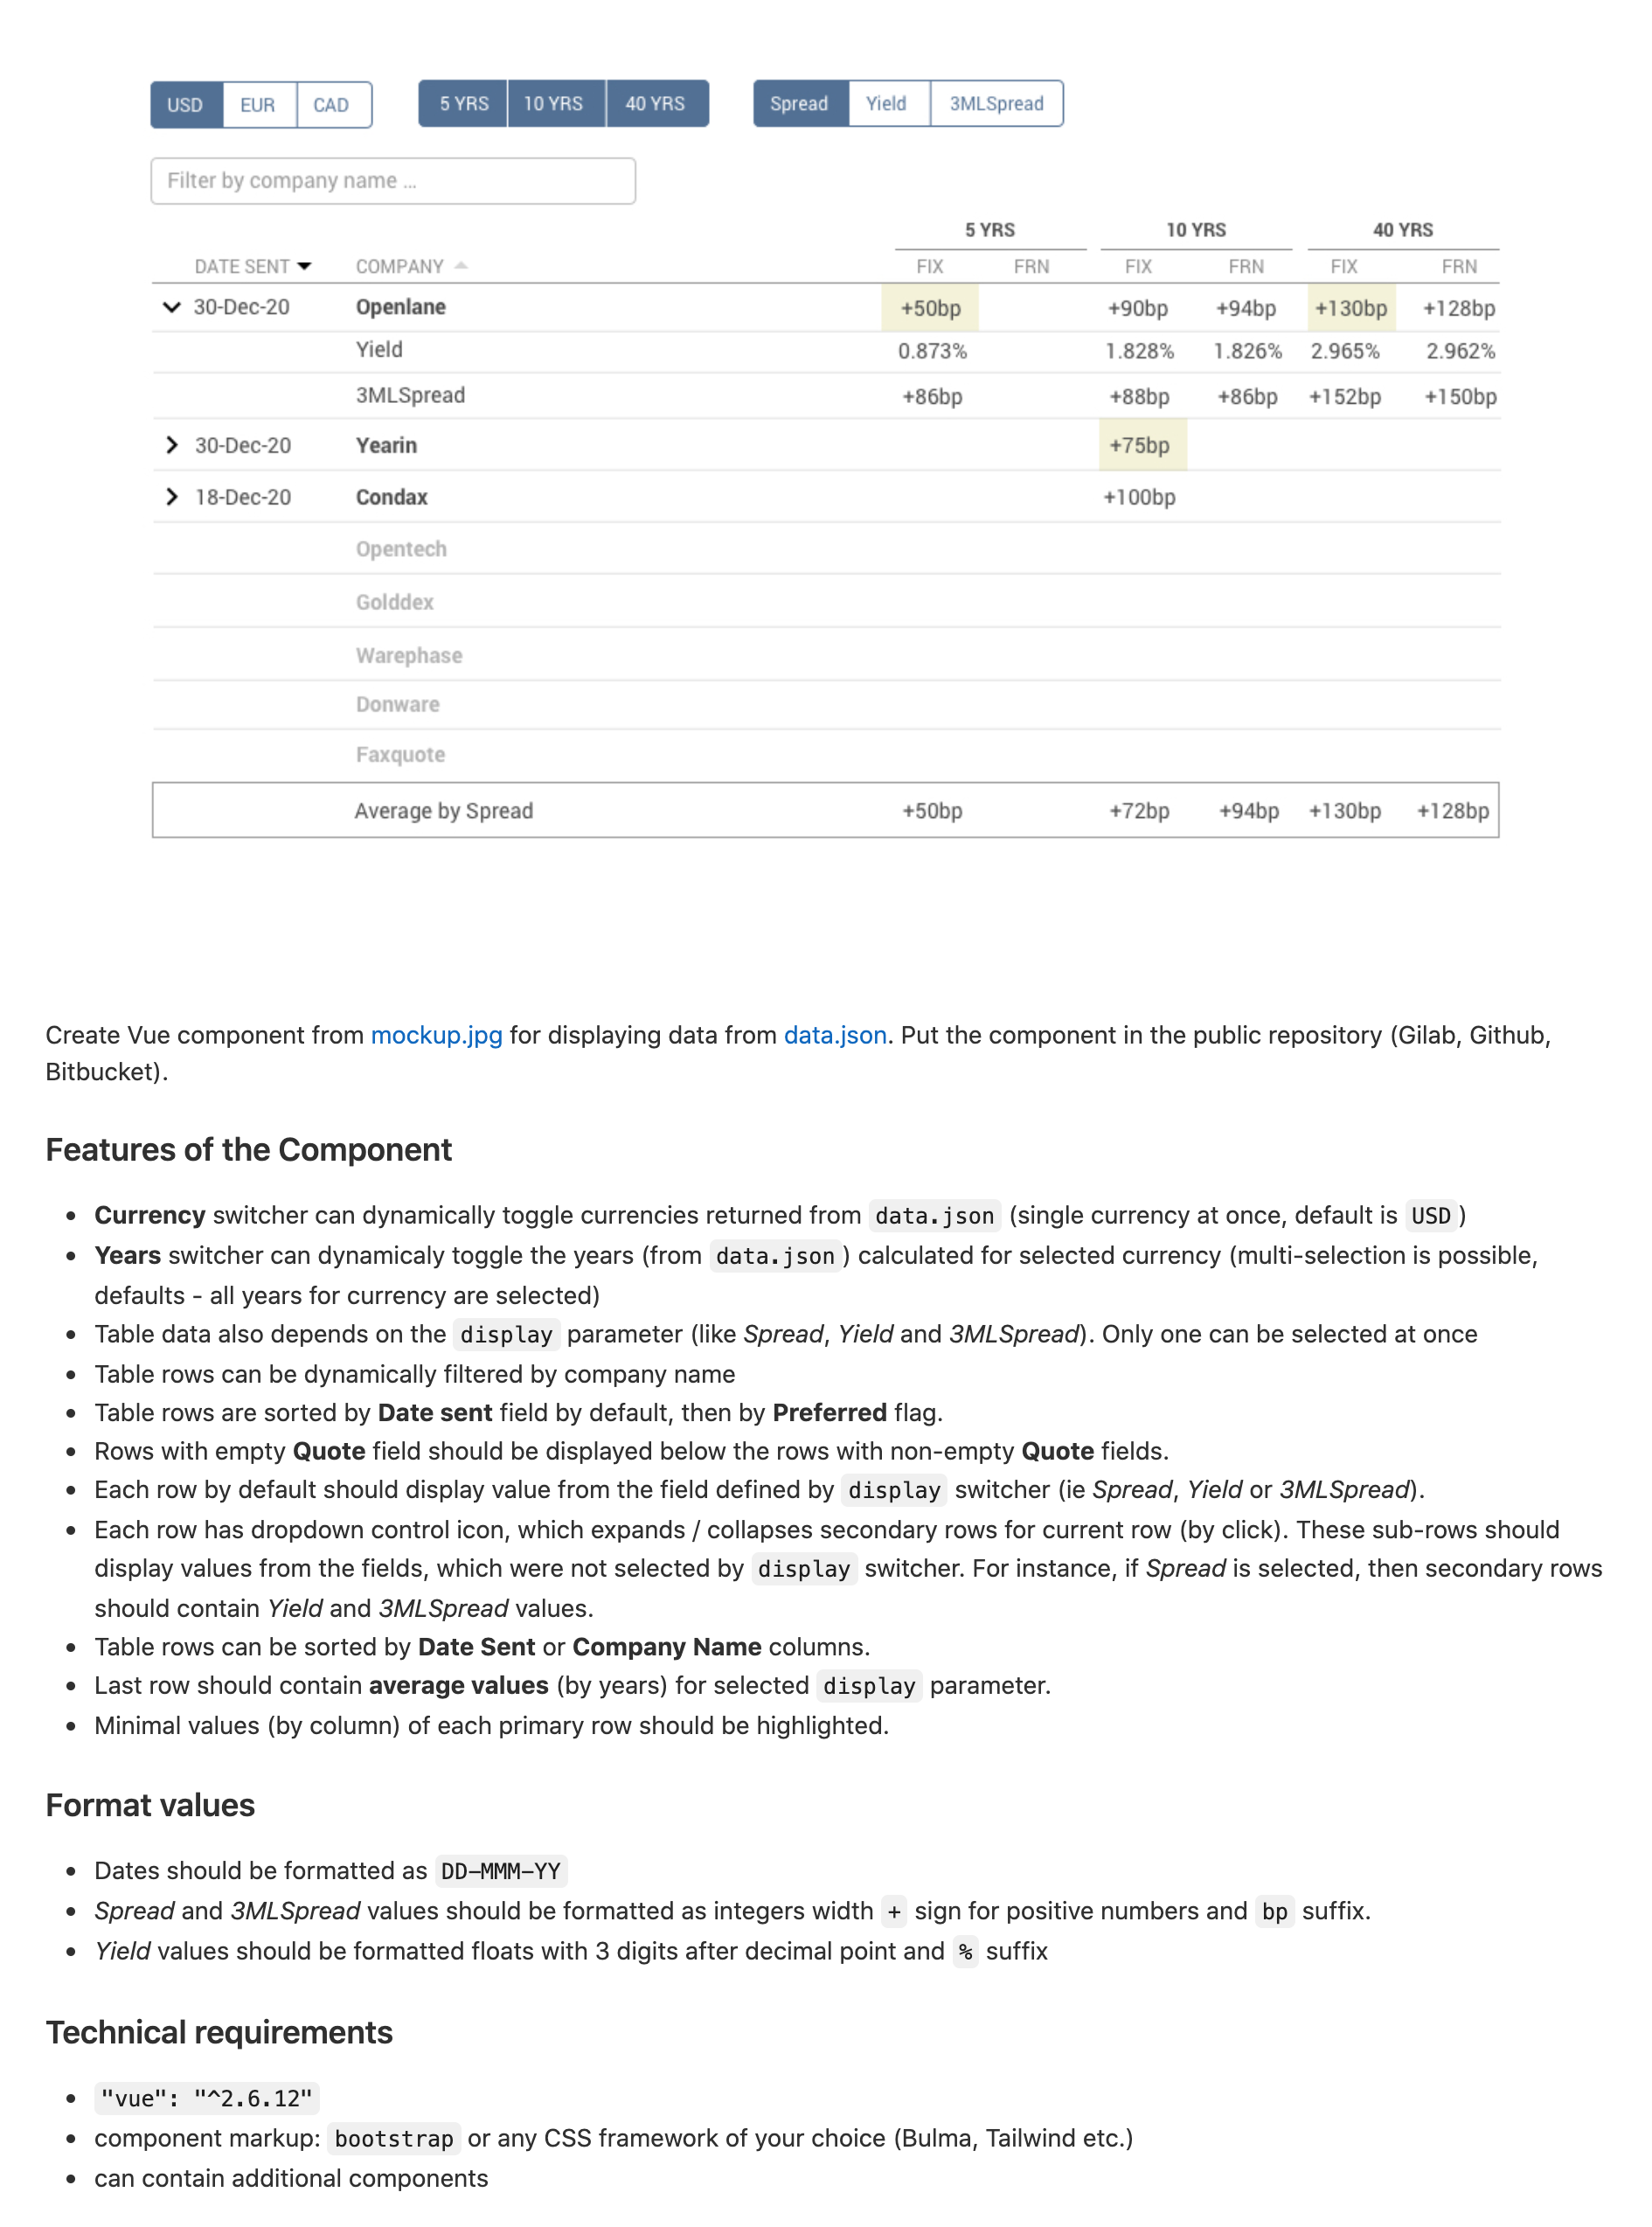 USD EUR CAD 5 YRS 10 YRS 40 YRS Spread Yield 3MLSpread
Filter by company name ...
5 YRS 10 YRS 40 YRS
DATE SENT COMPANY FIX FRN FIX FRN FIX FRN
30-Dec-20 Openlane +50bp +90bp +94bp +130bp +128bp
Yield 0.873% 1.828% 1.826% 2.965% 2.962%
3MLSpread +86bp +88bp +86bp +152bp +150bp
30-Dec-20 Yearin +75bp
18-Dec-20 Condax +100bp
Opentech
Golddex
Warephase
Donware
Faxquote
Average by Spread +50bp +72bp +94bp +130bp +128bp
Create Vue component from mockup.jpg for displaying data from data.json. Put the component in the public repository (Gilab, Github,
Bitbucket).
Features of the Component
• Currency switcher can dynamically toggle currencies returned from data.json (single currency at once, default is USD )
• Years switcher can dynamicaly toggle the years (from data.json ) calculated for selected currency (multi-selection is possible,
defaults - all years for currency are selected)
• Table data also depends on the display parameter (like Spread, Yield and 3MLSpread). Only one can be selected at once
• Table rows can be dynamically filtered by company name
• Table rows are sorted by Date sent field by default, then by Preferred flag.
• Rows with empty Quote field should be displayed below the rows with non-empty Quote fields.
• Each row by default should display value from the field defined by display switcher (ie Spread, Yield or 3MLSpread).
• Each row has dropdown control icon, which expands / collapses secondary rows for current row (by click). These sub-rows should
display values from the fields, which were not selected by display switcher. For instance, if Spread is selected, then secondary rows
should contain Yield and 3MLSpread values.
• Table rows can be sorted by Date Sent or Company Name columns.
• Last row should contain average values (by years) for selected display parameter.
• Minimal values (by column) of each primary row should be highlighted.
Format values
• Dates should be formatted as DD-MMM-YY
• Spread and 3MLSpread values should be formatted as integers width + sign for positive numbers and bp suffix.
• Yield values should be formatted floats with 3 digits after decimal point and % suffix
Technical requirements
• "vue": "^2.6.12"
• component markup: bootstrap or any CSS framework of your choice (Bulma, Tailwind etc.)
• can contain additional components